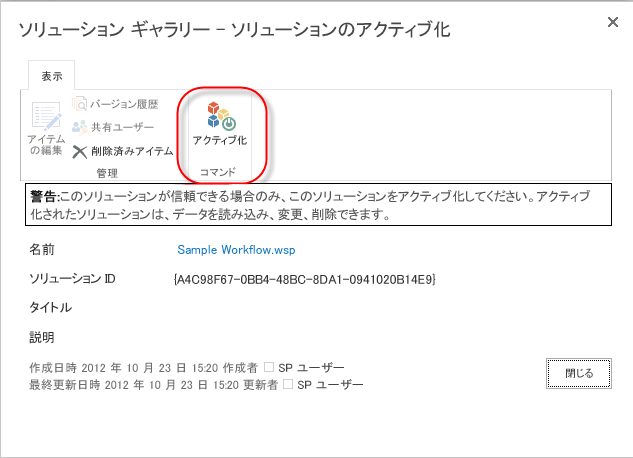 ソリューション ギャラリー – ソリューションのアクティブ化
表示
アイテム
の編集
バージョン履歴
共有ユーザー
削除済みアイテム
管理
アクティブ化
コマンド
警告:このソリューションが信頼できる場合のみ、このソリューションをアクティブ化してください。アクティブ
化されたソリューションは、データを読み込み、変更、削除できます。
名前 Sample Workflow.wsp
ソリューション ID {A4C98F67-0BB4-48BC-8DA1-0941020B14E9}
タイトル
説明
作成日時 2012 年 10 月 23 日 15:20 作成者 SP ユーザー
最終更新日時 2012 年 10 月 23 日 15:20 更新者 SP ユーザー
閉じる